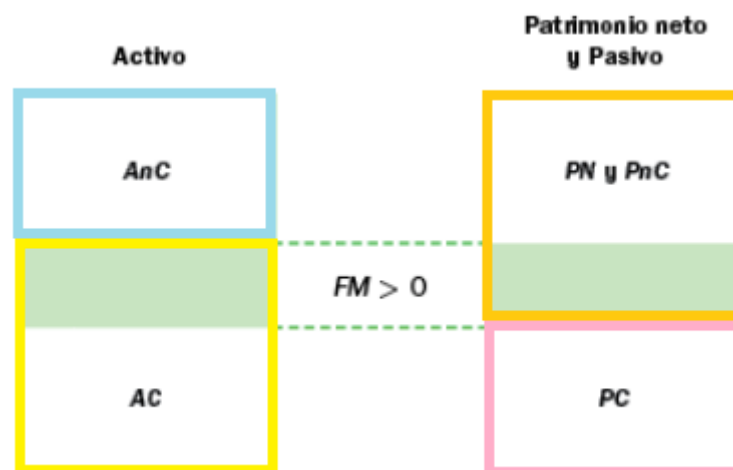 Activo
Patrimonio neto
y Pasivo
AnC
PN y PnC
FM > 0
AC
PC